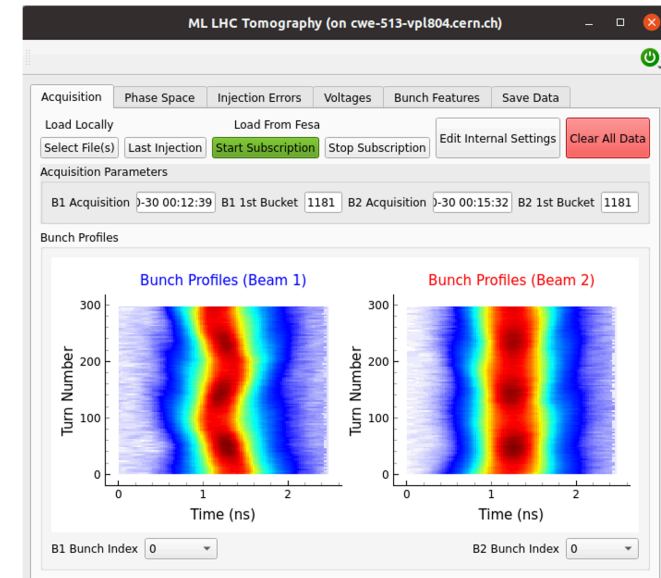 ML LHC Tomography (on cwe-513-vpl804.cern.ch)
Acquisition Phase Space Injection Errors Voltages Bunch Features Save Data
Load Locally Load From Fesa
Select File(s) Last Injection Start Subscription Stop Subscription Edit Internal Settings Clear All Data
Acquisition Parameters
B1 Acquisition 0-30 00:12:39 B1 1st Bucket 1181 B2 Acquisition 0-30 00:15:32 B2 1st Bucket 1181
Bunch Profiles
Bunch Profiles (Beam 1) Bunch Profiles (Beam 2)
300 300
200 200
100 100
0 0
Turn Number Turn Number
0 1 2 0 1 2
Time (ns) Time (ns)
B1 Bunch Index 0 B2 Bunch Index 0